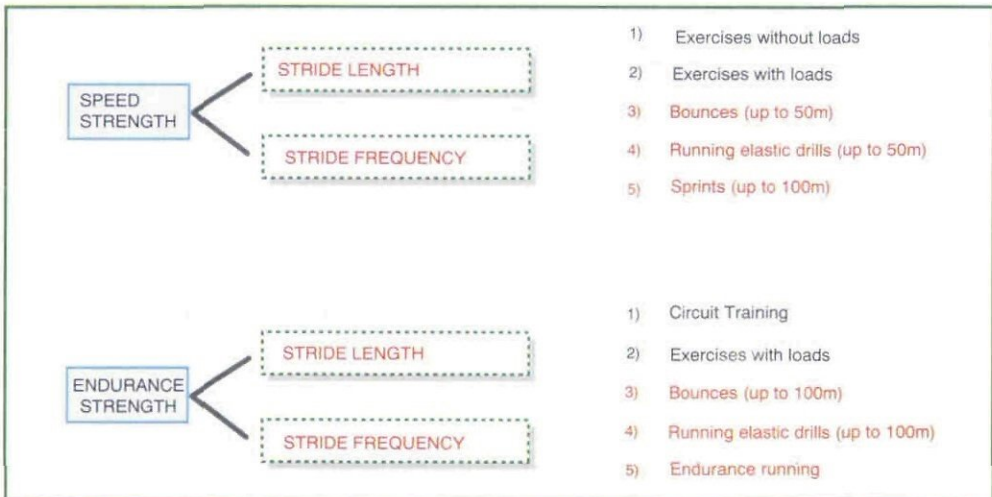 SPEED
STRENGTH
STRIDE LENGTH
STRIDE FREQUENCY
1) Exercises without loads
2) Exercises with loads
3) Bounces (up to 50m)
4) Running elastic drills (up to 50m)
5) Sprints (up to 100m)
ENDURANCE
STRENGTH
STRIDE LENGTH
STRIDE FREQUENCY
1) Circuit Training
2) Exercises with loads
3) Bounces (up to 100m)
4) Running elastic drills (up to 100m)
5) Endurance running